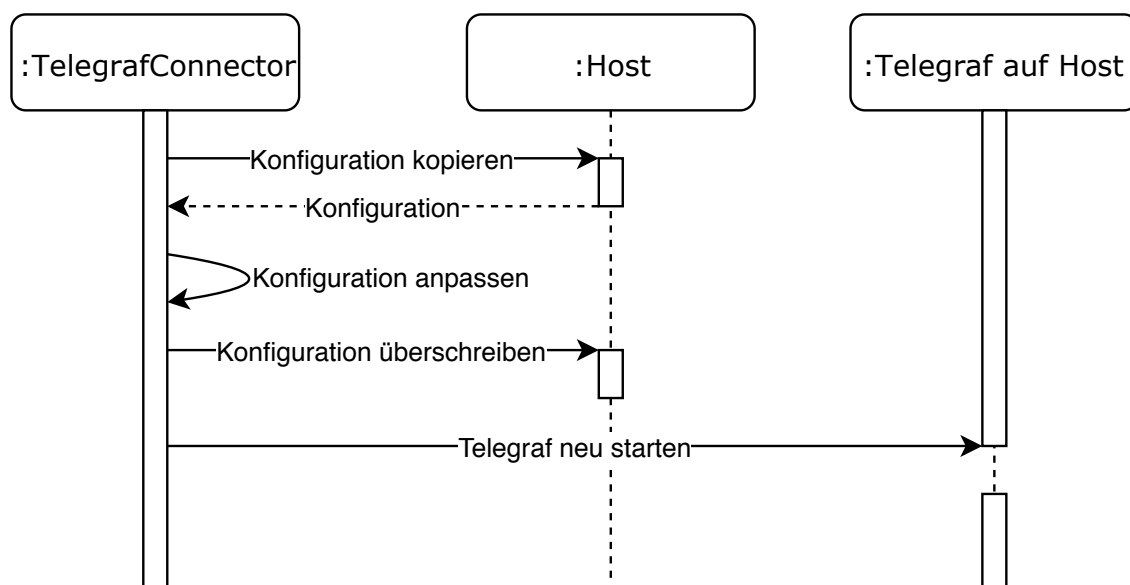 :TelegrafConnector
:Host
:Telegraf auf Host
Konfiguration kopieren
Konfiguration
Konfiguration anpassen
Konfiguration überschreiben
Telegraf neu starten